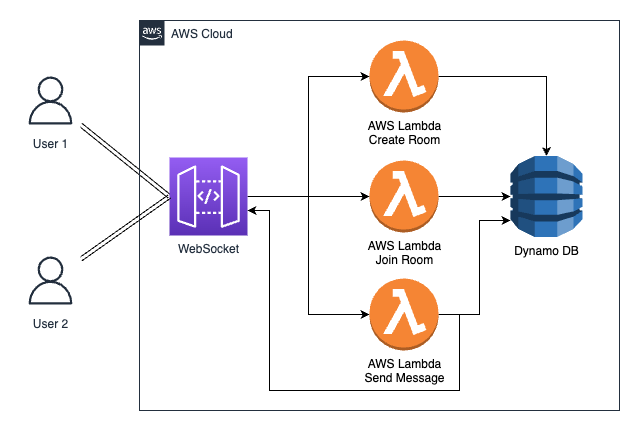 aws
AWS Cloud
User 1
AWS Lambda
Create Room
</>
WebSocket
AWS Lambda
Join Room
Dynamo DB
User 2
AWS Lambda
Send Message